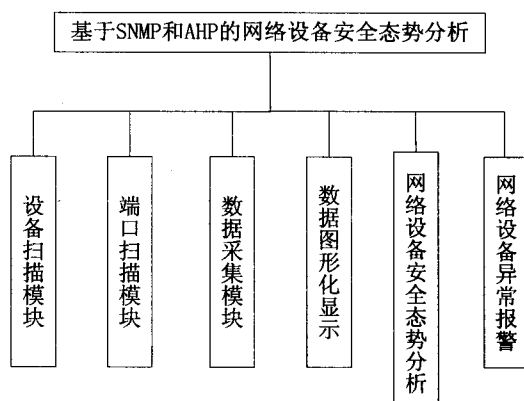 基于SNMP和AHP的网络设备安全态势分析
设备扫描模块
端口扫描模块
数据采集模块
数据图形化显示
网络设备安全态势分析
网络设备异常报警